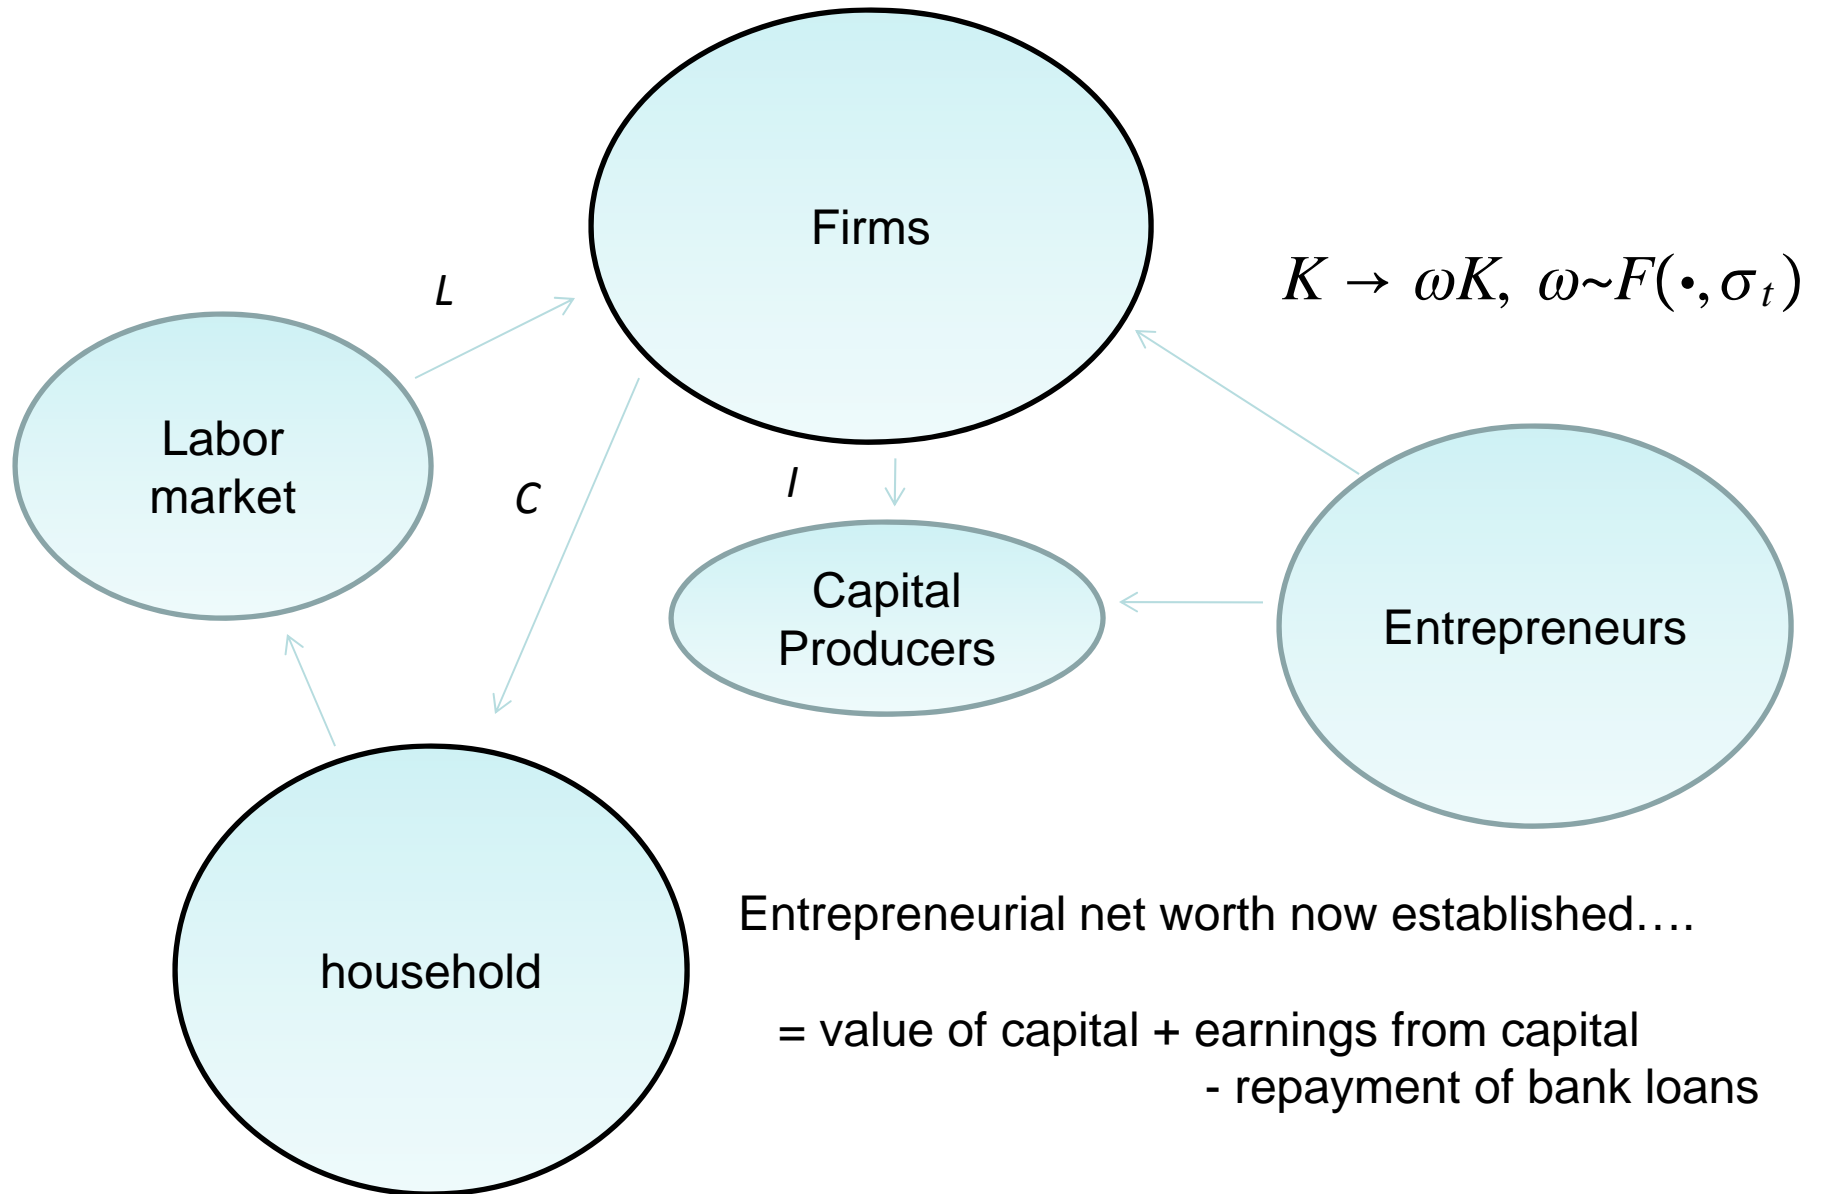 Firms
K → ωK, ω~F(•, σ_t)
L
Labor
market
C
I
Capital
Producers
Entrepreneurs
household
Entrepreneurial net worth now established….
= value of capital + earnings from capital
- repayment of bank loans